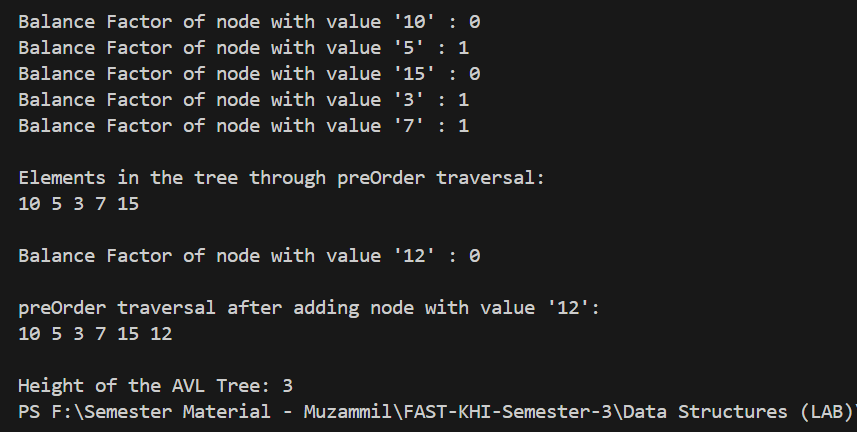 Balance Factor of node with value '10' : 0
Balance Factor of node with value '5' : 1
Balance Factor of node with value '15' : 0
Balance Factor of node with value '3' : 1
Balance Factor of node with value '7' : 1
Elements in the tree through preOrder traversal:
10 5 3 7 15
Balance Factor of node with value '12' : 0
preOrder traversal after adding node with value '12':
10 5 3 7 15 12
Height of the AVL Tree: 3
PS F:\Semester Material - Muzammil\FAST-KHI-Semester-3\Data Structures (LAB)\